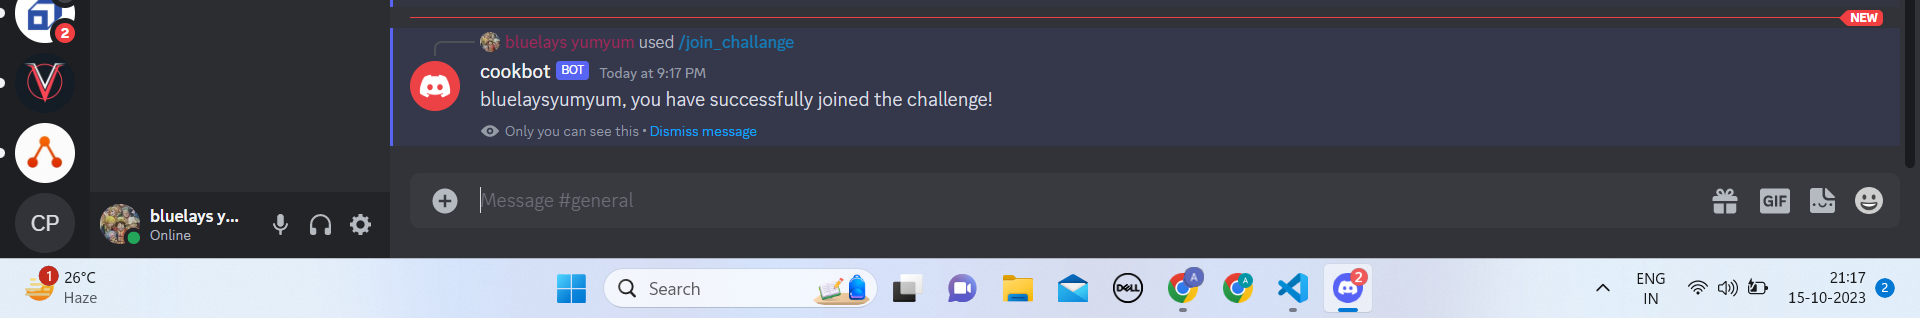 NEW
2
bluelays yumyum used /join_challange
cookbot BOT Today at 9:17 PM
bluelaysyumyum, you have successfully joined the challenge!
Only you can see this • Dismiss message
CP
bluelays y...
Online
Message #general
GIF
1
26°C
Haze
Search
DELL
A
A
2
ENG
IN
21:17
15-10-2023
2